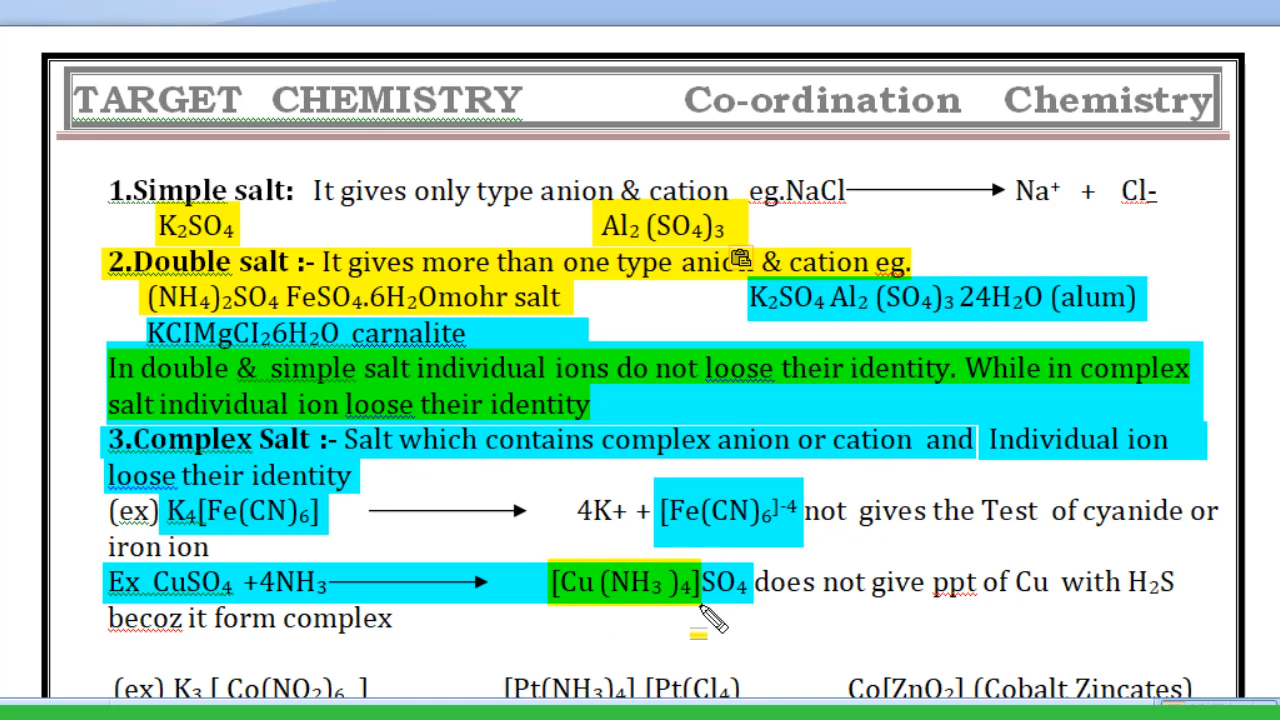 TARGET CHEMISTRY Co-ordination Chemistry
1.Simple salt: It gives only type anion & cation eg.NaCl Na⁺ + Cl-
K₂SO₄ Al₂ (SO₄)₃
2.Double salt :- It gives more than one type anion & cation eg.
(NH₄)₂SO₄ FeSO₄.6H₂Omohr salt K₂SO₄ Al₂ (SO₄)₃ 24H₂O (alum)
KCIMgCI₂6H₂O carnalite
In double & simple salt individual ions do not loose their identity. While in complex
salt individual ion loose their identity
3.Complex Salt :- Salt which contains complex anion or cation and Individual ion
loose their identity
(ex) K₄[Fe(CN)₆] 4K+ + [Fe(CN)₆]⁻⁴ not gives the Test of cyanide or
iron ion
Ex CuSO₄ +4NH₃ [Cu (NH₃ )₄]SO₄ does not give ppt of Cu with H₂S
becoz it form complex
(ex) K₃ [ Co(NO₂)₆ ] [Pt(NH₃)₄] [Pt(Cl₄) Co[ZnO₂] (Cobalt Zincates)